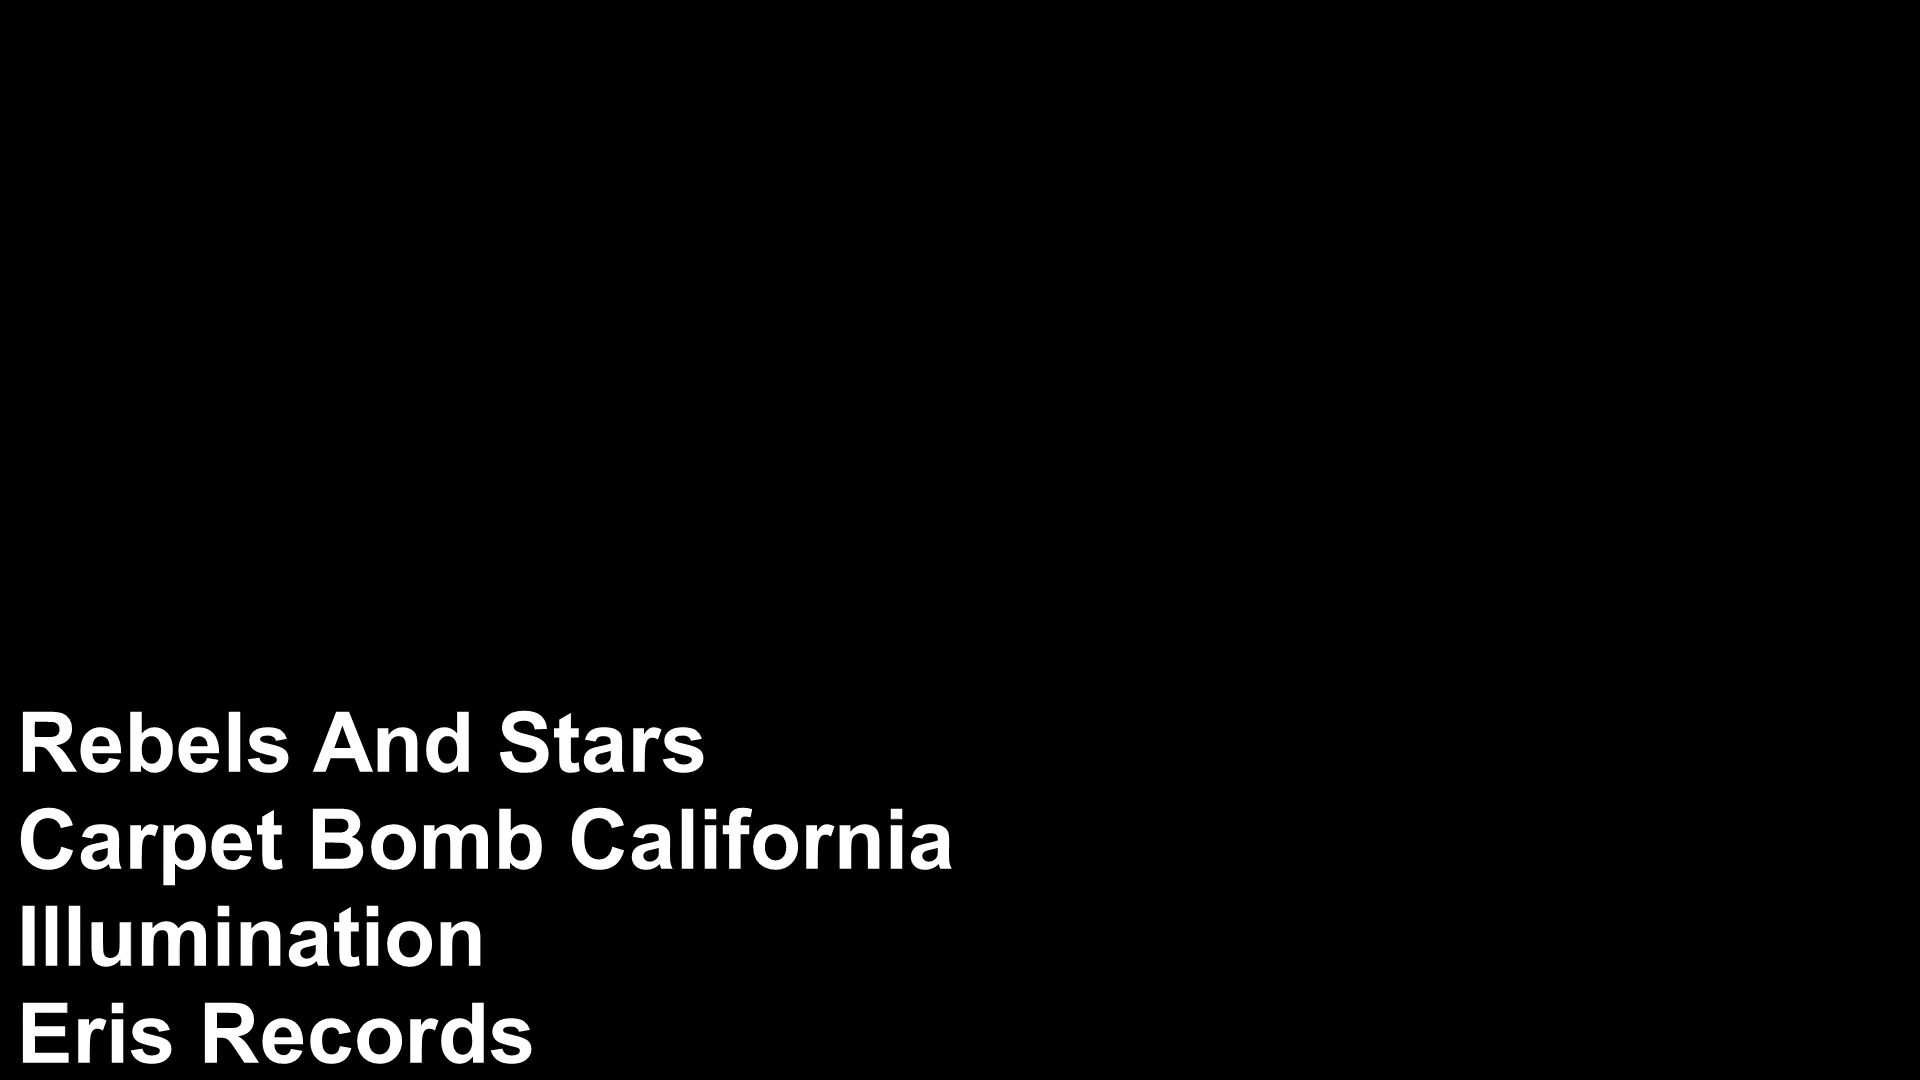 Rebels And Stars
Carpet Bomb California
Illumination
Eris Records